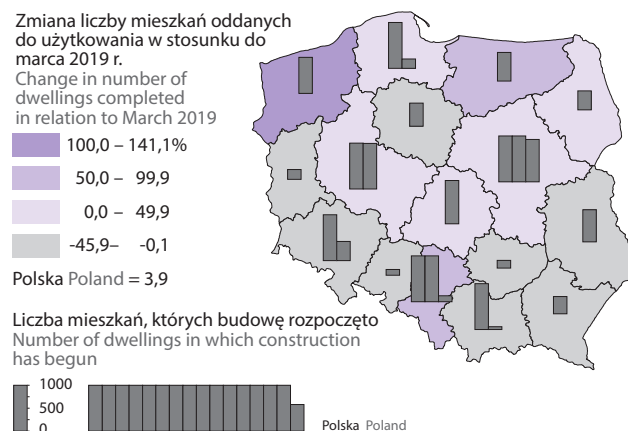 Zmiana liczby mieszkań oddanych
do użytkowania w stosunku do
marca 2019 r.
Change in number of
dwellings completed
in relation to March 2019
100,0 – 141,1%
50,0 – 99,9
0,0 – 49,9
-45,9– -0,1
Polska Poland = 3,9
Liczba mieszkań, których budowę rozpoczęto
Number of dwellings in which construction
has begun
1000
500
0
Polska Poland